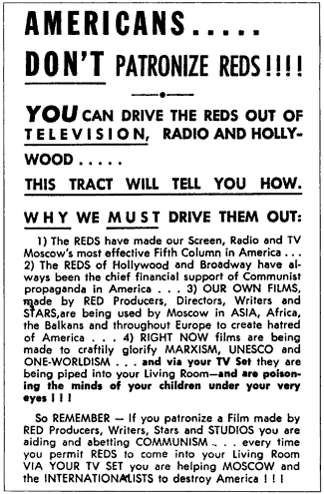 AMERICANS.....
DON'T PATRONIZE REDS!!!!
YOU CAN DRIVE THE REDS OUT OF
TELEVISION, RADIO AND HOLLY-
WOOD.....
THIS TRACT WILL TELL YOU HOW.
WHY WE MUST DRIVE THEM OUT:
1) The REDS have made our Screen, Radio and TV
Moscow's most effective Fifth Column in America . . .
2) The REDS of Hollywood and Broadway have al-
ways been the chief financial support of Communist
propaganda in America . . . 3) OUR OWN FILMS,
made by RED Producers, Directors, Writers and
STARS,are being used by Moscow in ASIA, Africa,
the Balkans and throughout Europe to create hatred
of America . . . 4) RIGHT NOW films are being
made to craftily glorify MARXISM, UNESCO and
ONE-WORLDISM . . . and via your TV Set they are
being piped into your Living Room—and are poison-
ing the minds of your children under your very
eyes ! ! !
So REMEMBER — If you patronize a Film made by
RED Producers, Writers, Stars and STUDIOS you are
aiding and abetting COMMUNISM . . . every time
you permit REDS to come into your Living Room
VIA YOUR TV SET you are helping MOSCOW and
the INTERNATIONALISTS to destroy America ! ! !